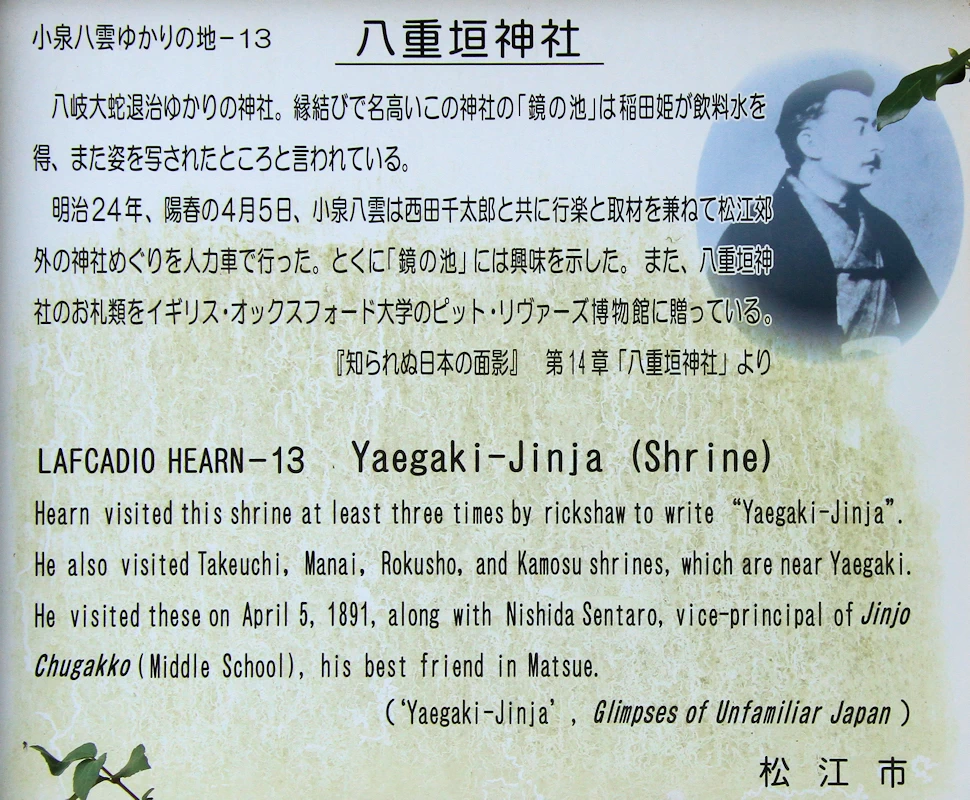 小泉八雲ゆかりの地－13
八重垣神社
八岐大蛇退治ゆかりの神社。縁結びで名高いこの神社の「鏡の池」は稲田姫が飲料水を
得、また姿を写されたところと言われている。
明治24年、陽春の4月5日、小泉八雲は西田千太郎と共に行楽と取材を兼ねて松江郊
外の神社めぐりを人力車で行った。とくに「鏡の池」には興味を示した。また、八重垣神
社のお札類をイギリス・オックスフォード大学のピット・リヴァーズ博物館に贈っている。
『知られぬ日本の面影』　第14章「八重垣神社」より
LAFCADIO HEARN－13
Yaegaki-Jinja (Shrine)
Hearn visited this shrine at least three times by rickshaw to write “Yaegaki-Jinja”.
He also visited Takeuchi, Manai, Rokusho, and Kamosu shrines, which are near Yaegaki.
He visited these on April 5, 1891, along with Nishida Sentaro, vice-principal of Jinjo
Chugakko (Middle School), his best friend in Matsue.
(‘Yaegaki-Jinja’, Glimpses of Unfamiliar Japan)
松江市